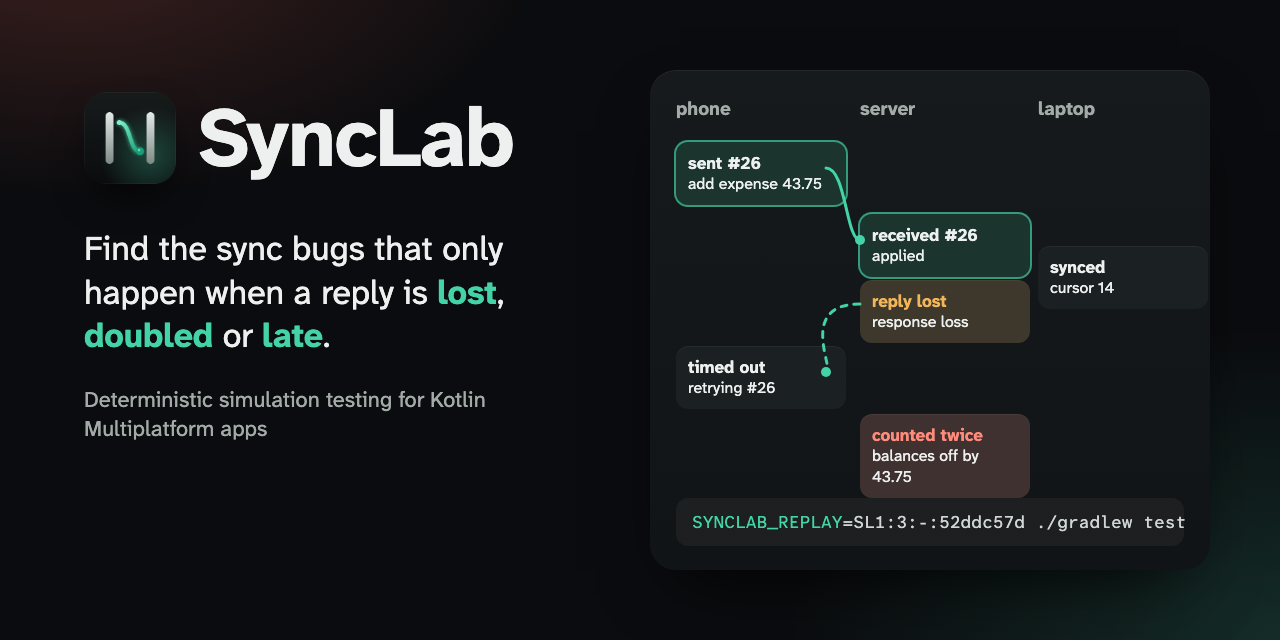 SyncLab
Find the sync bugs that only
happen when a reply is lost,
doubled or late.
Deterministic simulation testing for Kotlin
Multiplatform apps
phone
server
laptop
sent #26
add expense 43.75
received #26
applied
synced
cursor 14
reply lost
response loss
timed out
retrying #26
counted twice
balances off by
43.75
SYNCLAB_REPLAY=SL1:3:-:52ddc57d ./gradlew test